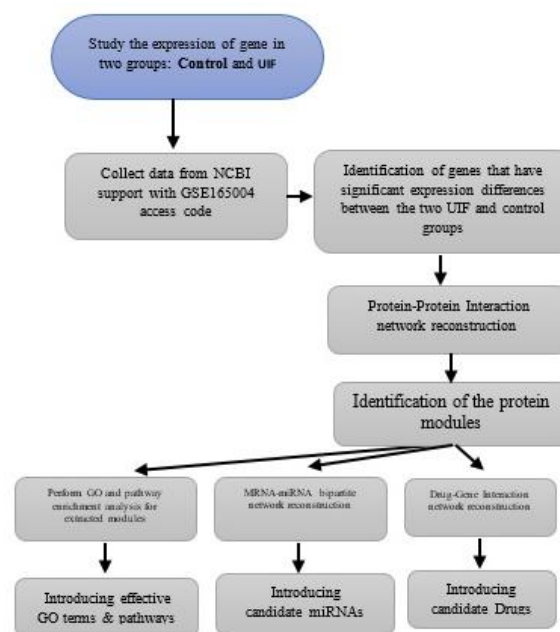 Study the expression of gene in
two groups: Control and UIF
Collect data from NCBI
support with GSE165004
access code
Identification of genes that have
significant expression differences
between the two UIF and control
groups
Protein-Protein Interaction
network reconstruction
Identification of the protein
modules
Perform GO and pathway
enrichment analysis for
extracted modules
MRNA-miRNA bipartite
network reconstruction
Drug-Gene Interaction
network reconstruction
Introducing effective
GO terms & pathways
Introducing
candidate miRNAs
Introducing
candidate Drugs